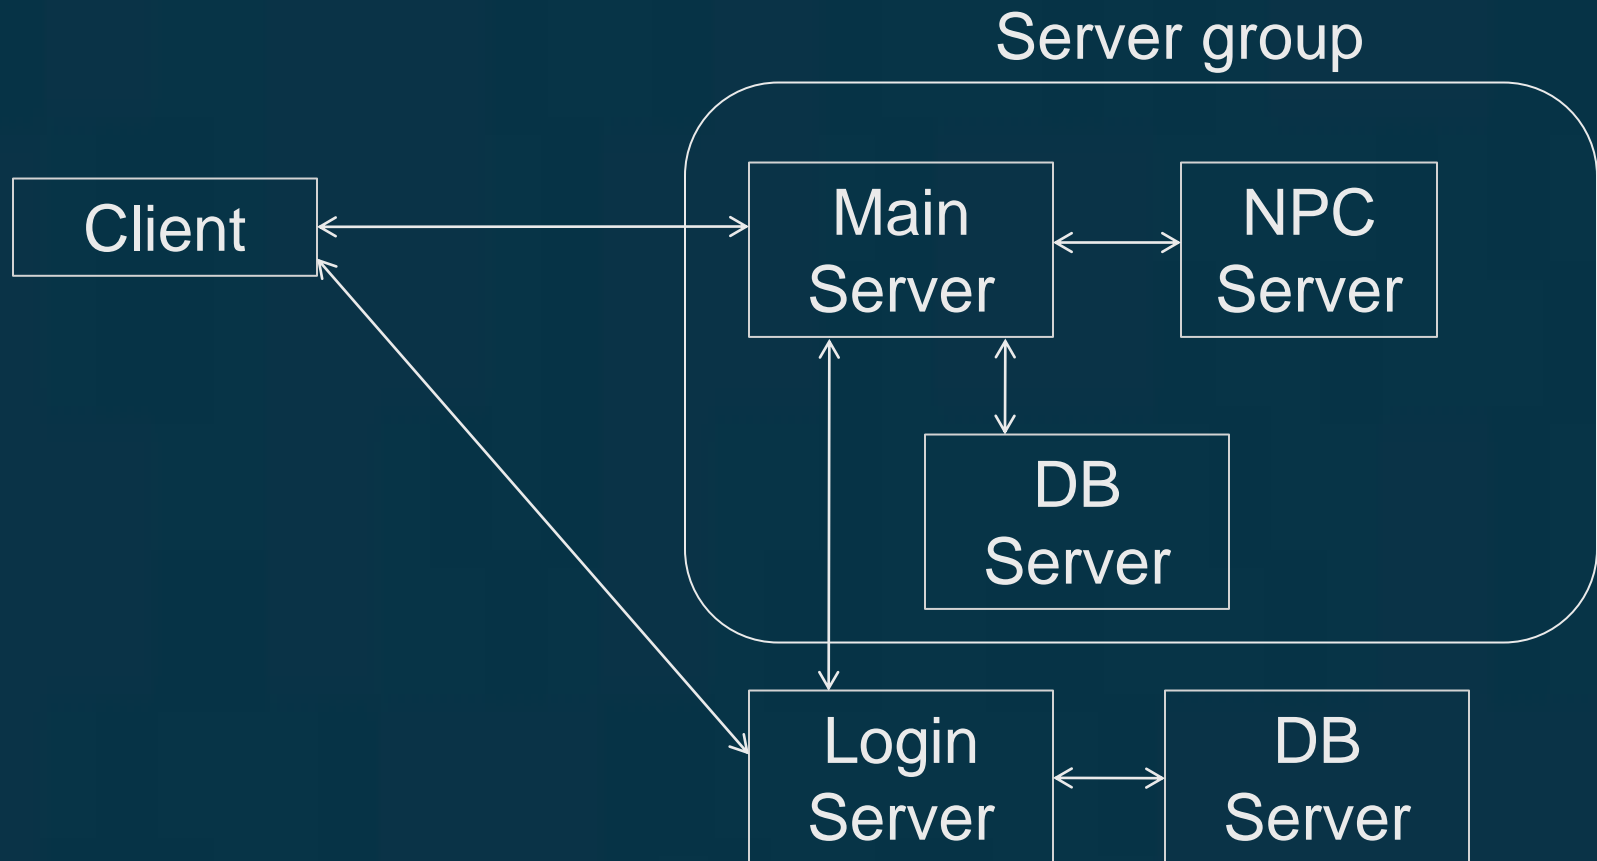 Server group
Client
Main
Server
NPC
Server
DB
Server
Login
Server
DB
Server